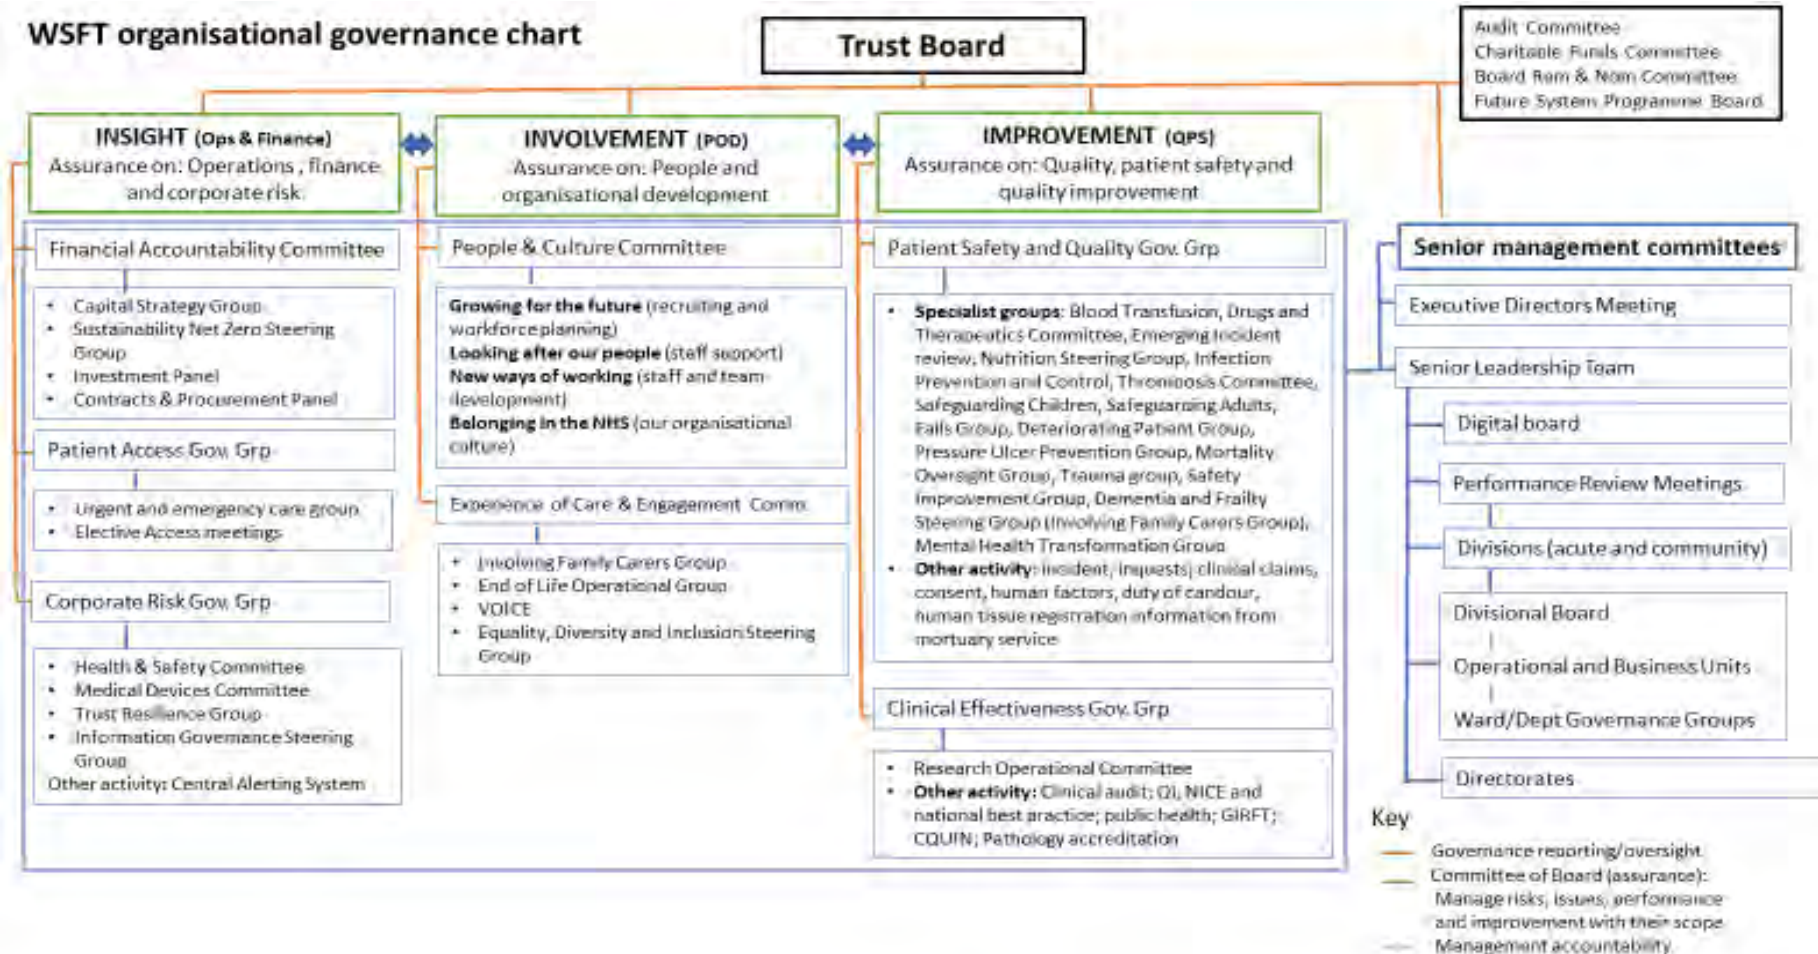 WSFT organisational governance chart
Trust Board
Audit Committee
Charitable Funds Committee
Board Rem & Nom Committee
Future System Programme Board
INSIGHT (Ops & Finance)
Assurance on: Operations , finance
and corporate risk
INVOLVEMENT (POD)
Assurance on: People and
organisational development
IMPROVEMENT (QPS)
Assurance on: Quality, patient safety and
quality improvement
Financial Accountability Committee
• Capital Strategy Group
• Sustainability Net Zero Steering
Group
• Investment Panel
• Contracts & Procurement Panel
Patient Access Gov. Grp
• Urgent and emergency care group
• Elective Access meetings
Corporate Risk Gov. Grp
• Health & Safety Committee
• Medical Devices Committee
• Trust Resilience Group
• Information Governance Steering
Group
Other activity: Central Alerting System
People & Culture Committee
Growing for the future (recruiting and
workforce planning)
Looking after our people (staff support)
New ways of working (staff and team
development)
Belonging in the NHS (our organisational
culture)
Experience of Care & Engagement Comm.
• Involving Family Carers Group
• End of Life Operational Group
• VOICE
• Equality, Diversity and Inclusion Steering
Group
Patient Safety and Quality Gov. Grp
• Specialist groups: Blood Transfusion, Drugs and
Therapeutics Committee, Emerging Incident
review, Nutrition Steering Group, Infection
Prevention and Control, Thrombosis Committee,
Safeguarding Children, Safeguarding Adults,
Falls Group, Deteriorating Patient Group,
Pressure Ulcer Prevention Group, Mortality
Oversight Group, Trauma group, Safety
Improvement Group, Dementia and Frailty
Steering Group (Involving Family Carers Group),
Mental Health Transformation Group
• Other activity: incident, inquests, clinical claims,
consent, human factors, duty of candour,
human tissue registration information from
mortuary service
Clinical Effectiveness Gov. Grp
• Research Operational Committee
• Other activity: Clinical audit; QI, NICE and
national best practice; public health; GIRFT;
CQUIN; Pathology accreditation
Senior management committees
Executive Directors Meeting
Senior Leadership Team
Digital board
Performance Review Meetings
Divisions (acute and community)
Divisional Board
Operational and Business Units
Ward/Dept Governance Groups
Directorates
Key
Governance reporting/oversight
Committee of Board (assurance):
Manage risks, issues, performance
and improvement with their scope
Management accountability